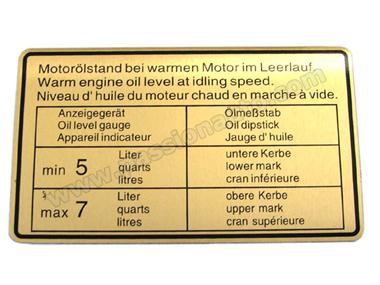 Motorölstand bei warmen Motor im Leerlauf.
Warm engine oil level at idling speed.
Niveau d'huile du moteur chaud en marche à vide.
Anzeigegerät Ölmeßstab
Oil level gauge Oil dipstick
Appareil indicateur Jauge d'huile
Liter untere Kerbe
min 5 quarts lower mark
litres cran inférieure
Liter obere Kerbe
max 7 quarts upper mark
litres cran supérieure